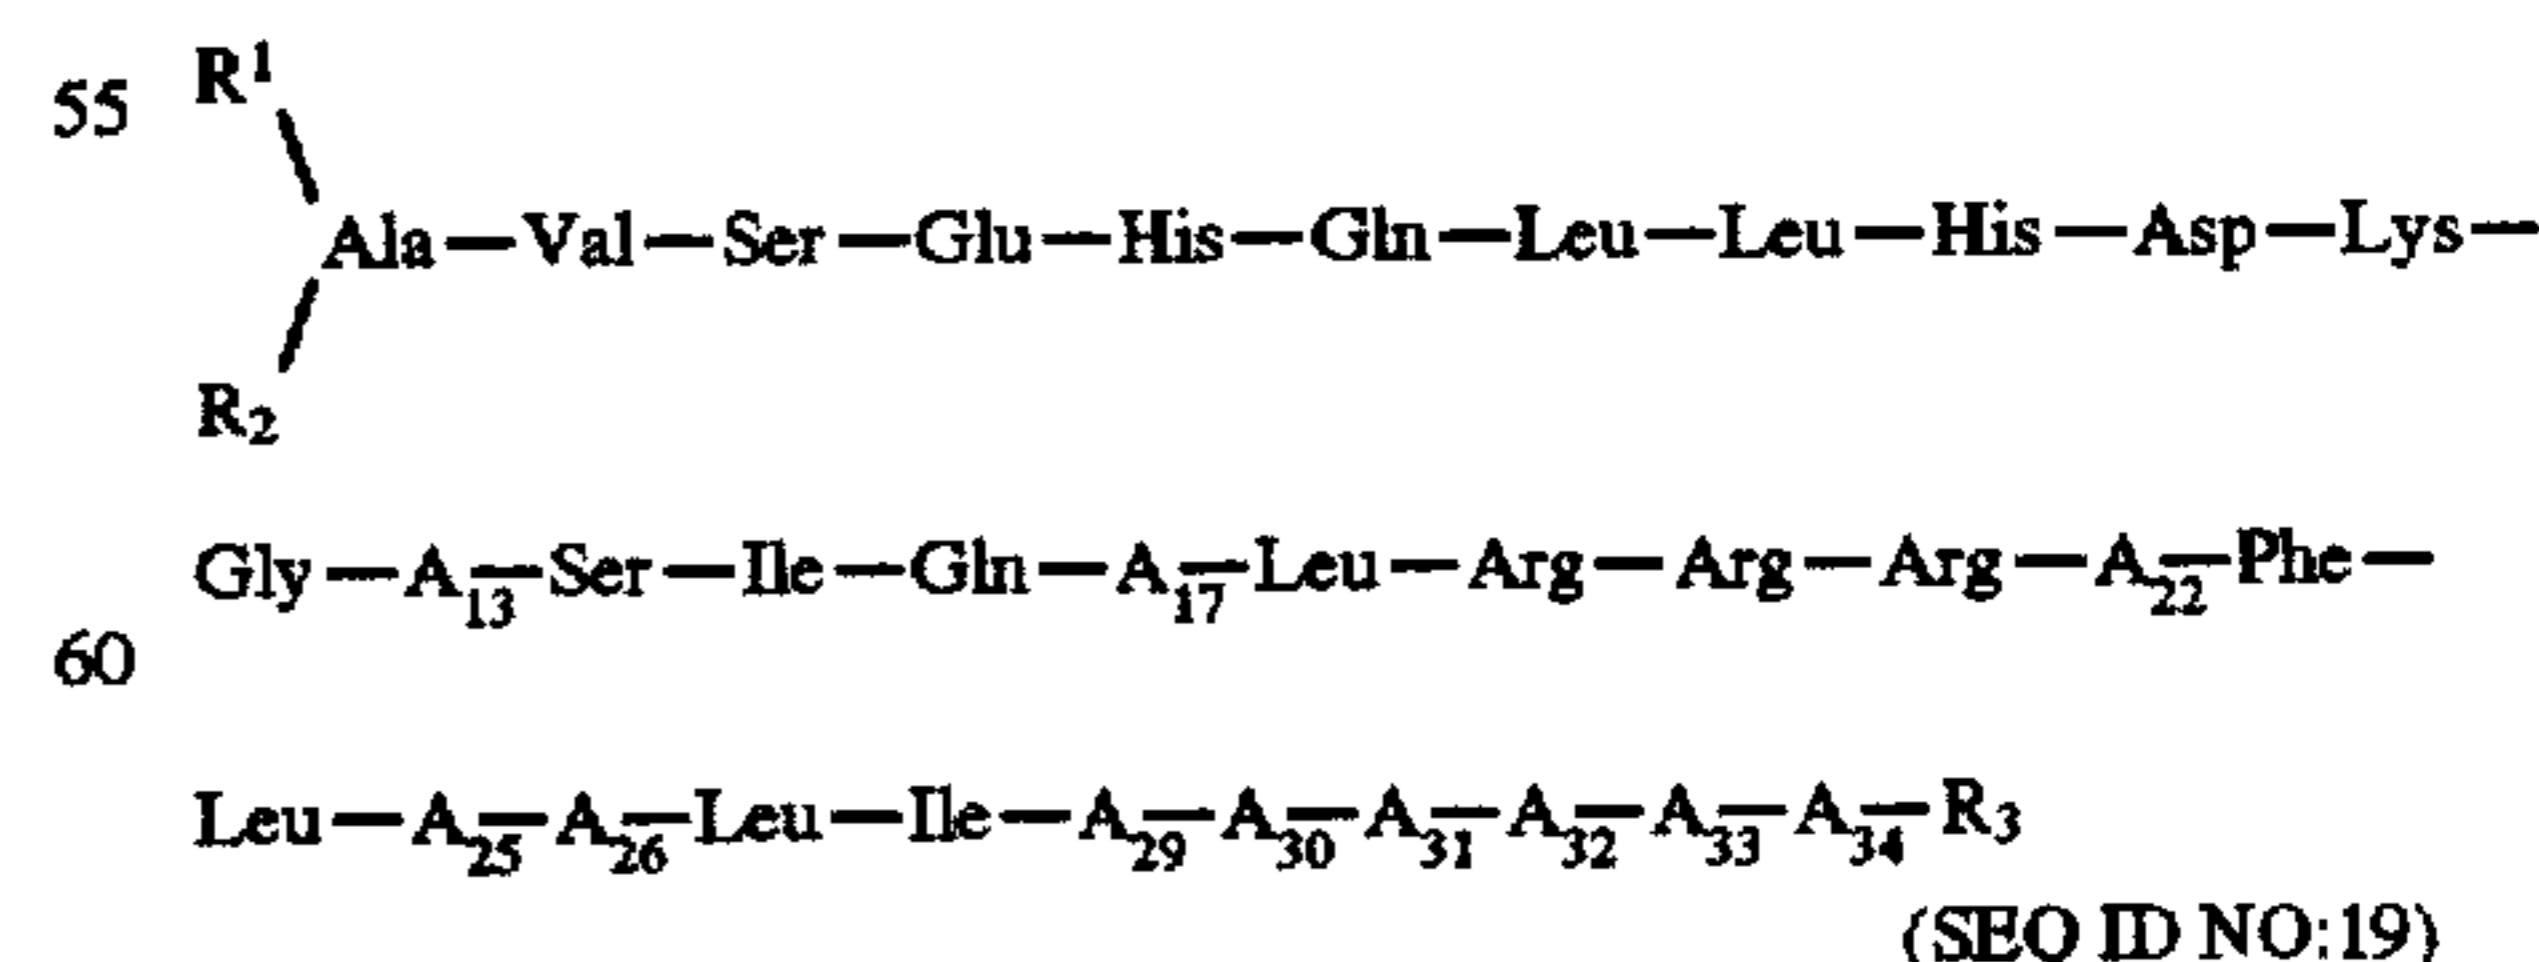 R¹
55
Ala—Val—Ser—Glu—His—Gln—Leu—Leu—His—Asp—Lys—
R₂
Gly—A₁₃—Ser—Ile—Gln—A₁₇—Leu—Arg—Arg—Arg—A₂₂—Phe—
60
Leu—A₂₅—A₂₆—Leu—Ile—A₂₉—A₃₀—A₃₁—A₃₂—A₃₃—A₃₄—R₃
(SEQ ID NO:19)